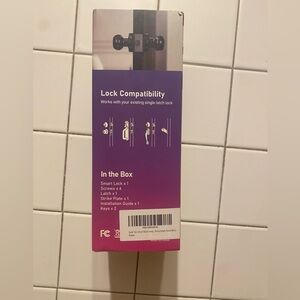 Lock Compatibility
Works with your existing single latch lock
In the Box
Smart Lock x 1
Screws x 4
Latch x 1
Strike Plate x 1
Installation Guide x 1
Keys x 2
FC